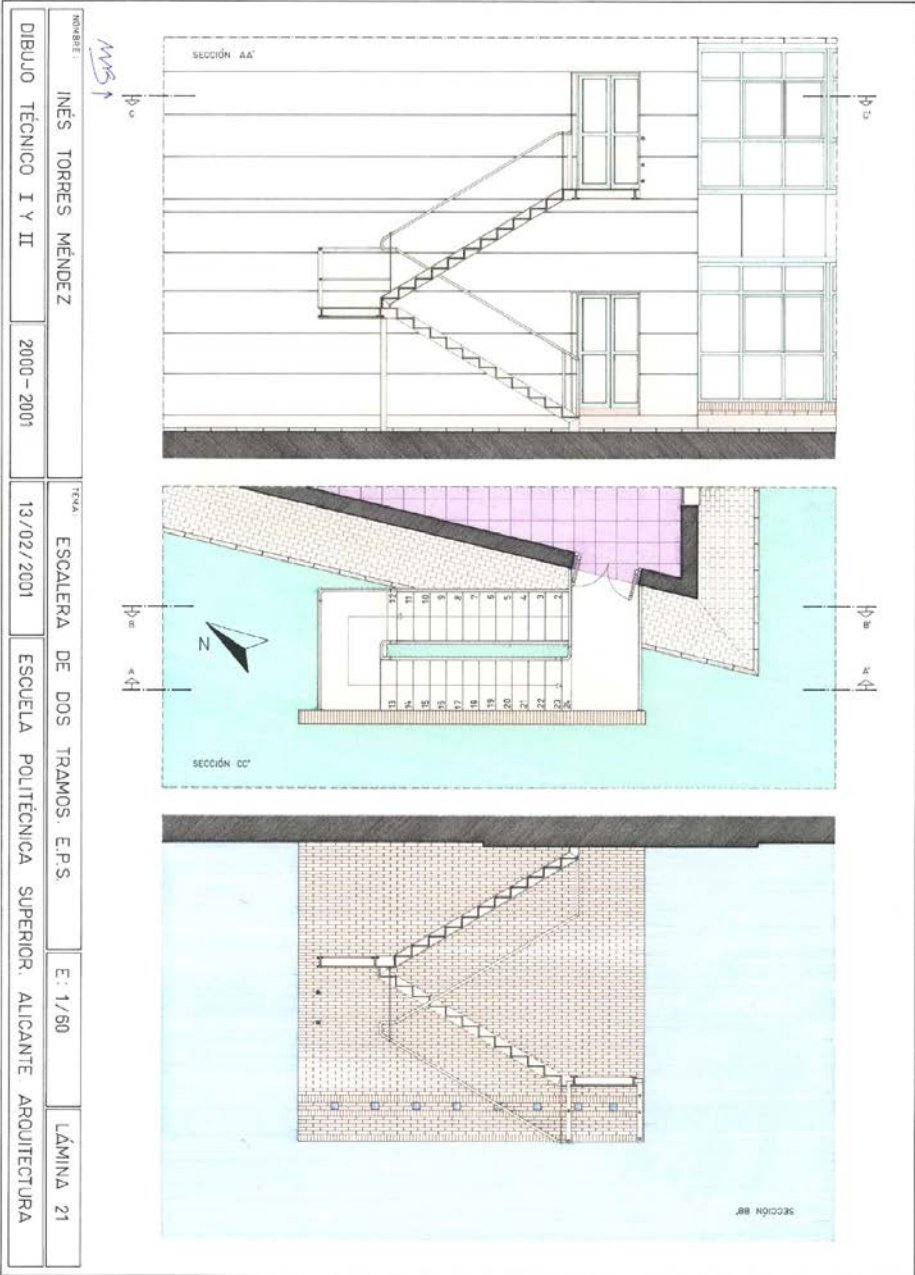 SECCIÓN AA'
C
C'
12 11 10 9 8 7 6 5 4 3 2
B
B'
N
A
A'
13 14 15 16 17 18 19 20 21 22 23 24
SECCIÓN CC'
SECCIÓN BB'
NOMBRE: INÉS TORRES MÉNDEZ
TEMA: ESCALERA DE DOS TRAMOS. E.P.S.
E: 1/60
LÁMINA 21
DIBUJO TÉCNICO I Y II
2000-2001
13/02/2001
ESCUELA POLITÉCNICA SUPERIOR. ALICANTE. ARQUITECTURA